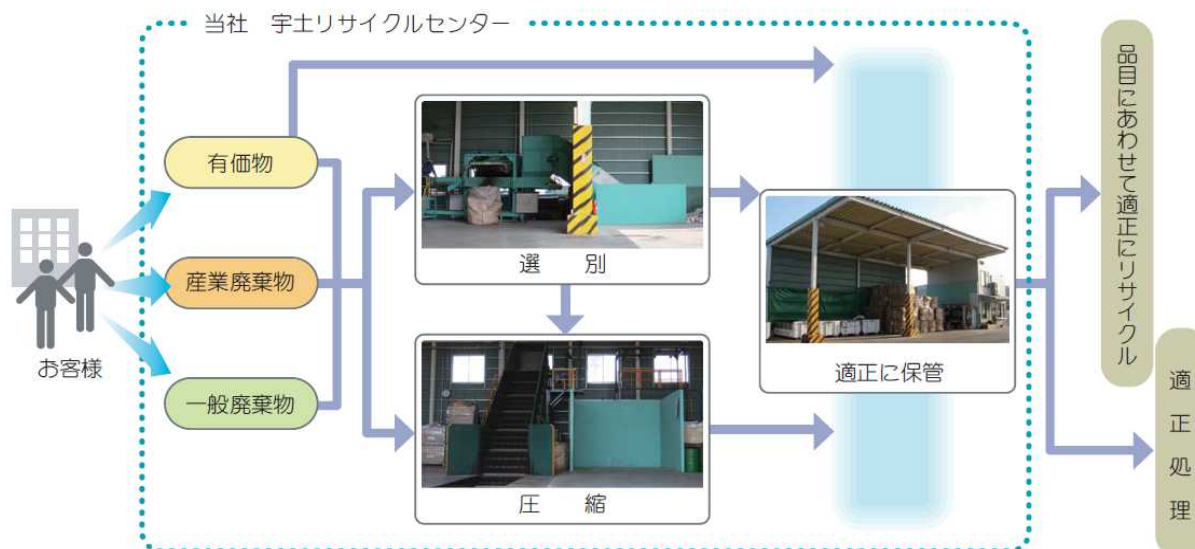 当社　宇土リサイクルセンター
お客様
有価物
産業廃棄物
一般廃棄物
選　別
圧　縮
適正に保管
品目にあわせて適正にリサイクル
適正処理